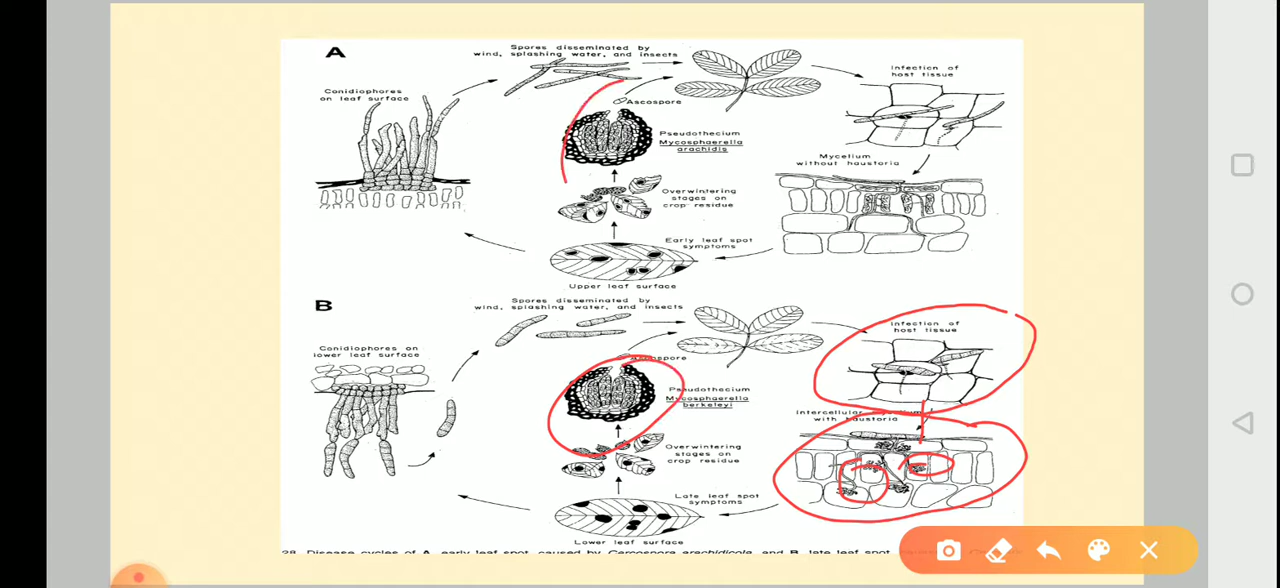 A
Spores disseminated by
wind, splashing water, and insects
Infection of
host tissue
Conidiophores
on leaf surface
Ascospore
Pseudothecium
Mycosphaerella
arachidis
Mycelium
without haustoria
Overwintering
stages on
crop residue
Early leaf spot
symptoms
Upper leaf surface
B
Spores disseminated by
wind, splashing water, and insects
Infection of
host tissue
Conidiophores on
lower leaf surface
Ascospore
Pseudothecium
Mycosphaerella
berkeleyi
Intercellular
with haustoria
Overwintering
stages on
crop residue
Late leaf spot
symptoms
Lower leaf surface
28. Disease cycles of A, early leaf spot, caused by Cercospora arachidicola, and B, late leaf spot